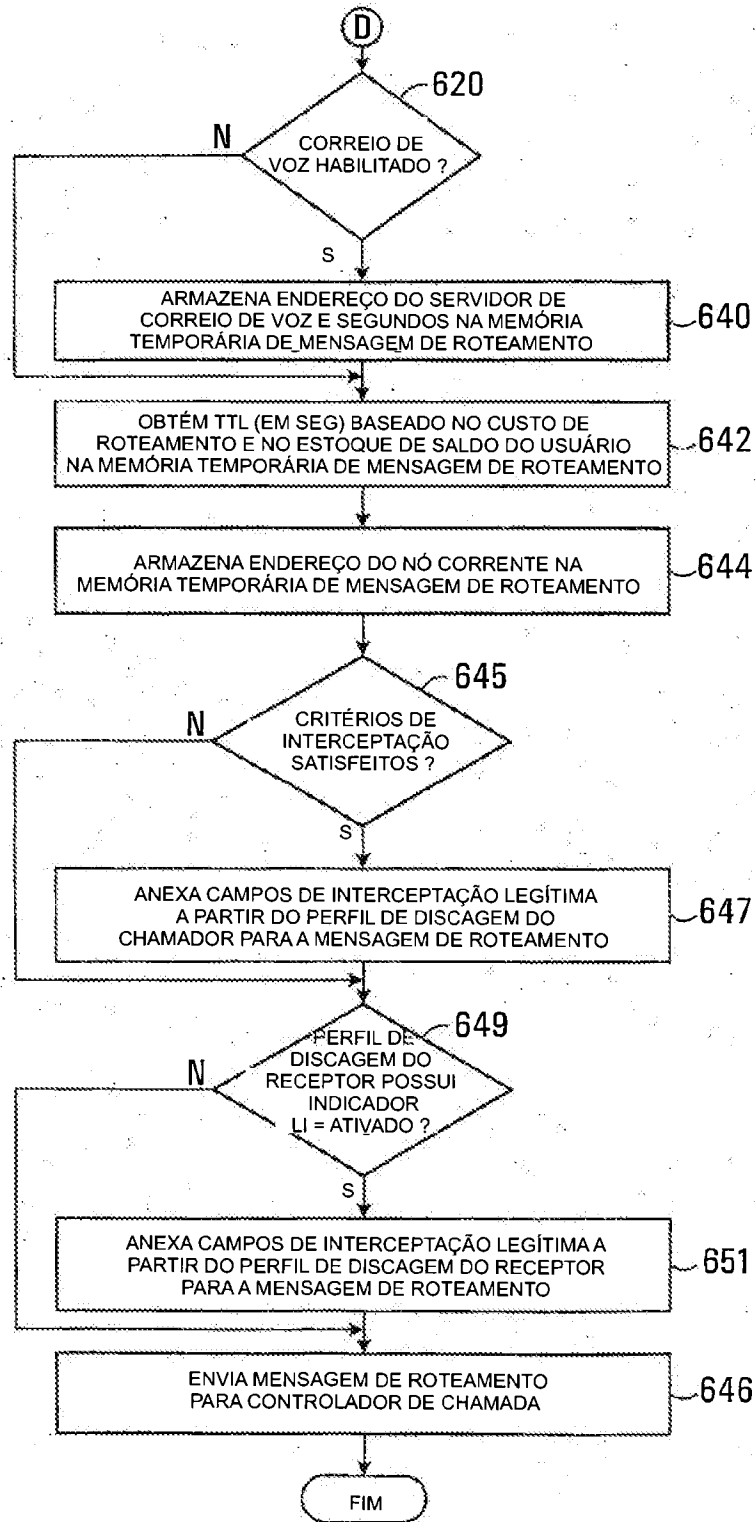 D
620
N
CORREIO DE
VOZ HABILITADO ?
S
ARMAZENA ENDEREÇO DO SERVIDOR DE
CORREIO DE VOZ E SEGUNDOS NA MEMÓRIA
TEMPORÁRIA DE MENSAGEM DE ROTEAMENTO
640
OBTÉM TTL (EM SEG) BASEADO NO CUSTO DE
ROTEAMENTO E NO ESTOQUE DE SALDO DO USUÁRIO
NA MEMÓRIA TEMPORÁRIA DE MENSAGEM DE ROTEAMENTO
642
ARMAZENA ENDEREÇO DO NÓ CORRENTE NA
MEMÓRIA TEMPORÁRIA DE MENSAGEM DE ROTEAMENTO
644
645
N
CRITÉRIOS DE
INTERCEPTAÇÃO
SATISFEITOS ?
S
ANEXA CAMPOS DE INTERCEPTAÇÃO LEGÍTIMA
A PARTIR DO PERFIL DE DISCAGEM DO
CHAMADOR PARA A MENSAGEM DE ROTEAMENTO
647
649
N
PERFIL DE
DISCAGEM DO
RECEPTOR POSSUI
INDICADOR
LI = ATIVADO ?
S
ANEXA CAMPOS DE INTERCEPTAÇÃO LEGÍTIMA A
PARTIR DO PERFIL DE DISCAGEM DO RECEPTOR
PARA A MENSAGEM DE ROTEAMENTO
651
ENVIA MENSAGEM DE ROTEAMENTO
PARA CONTROLADOR DE CHAMADA
646
FIM